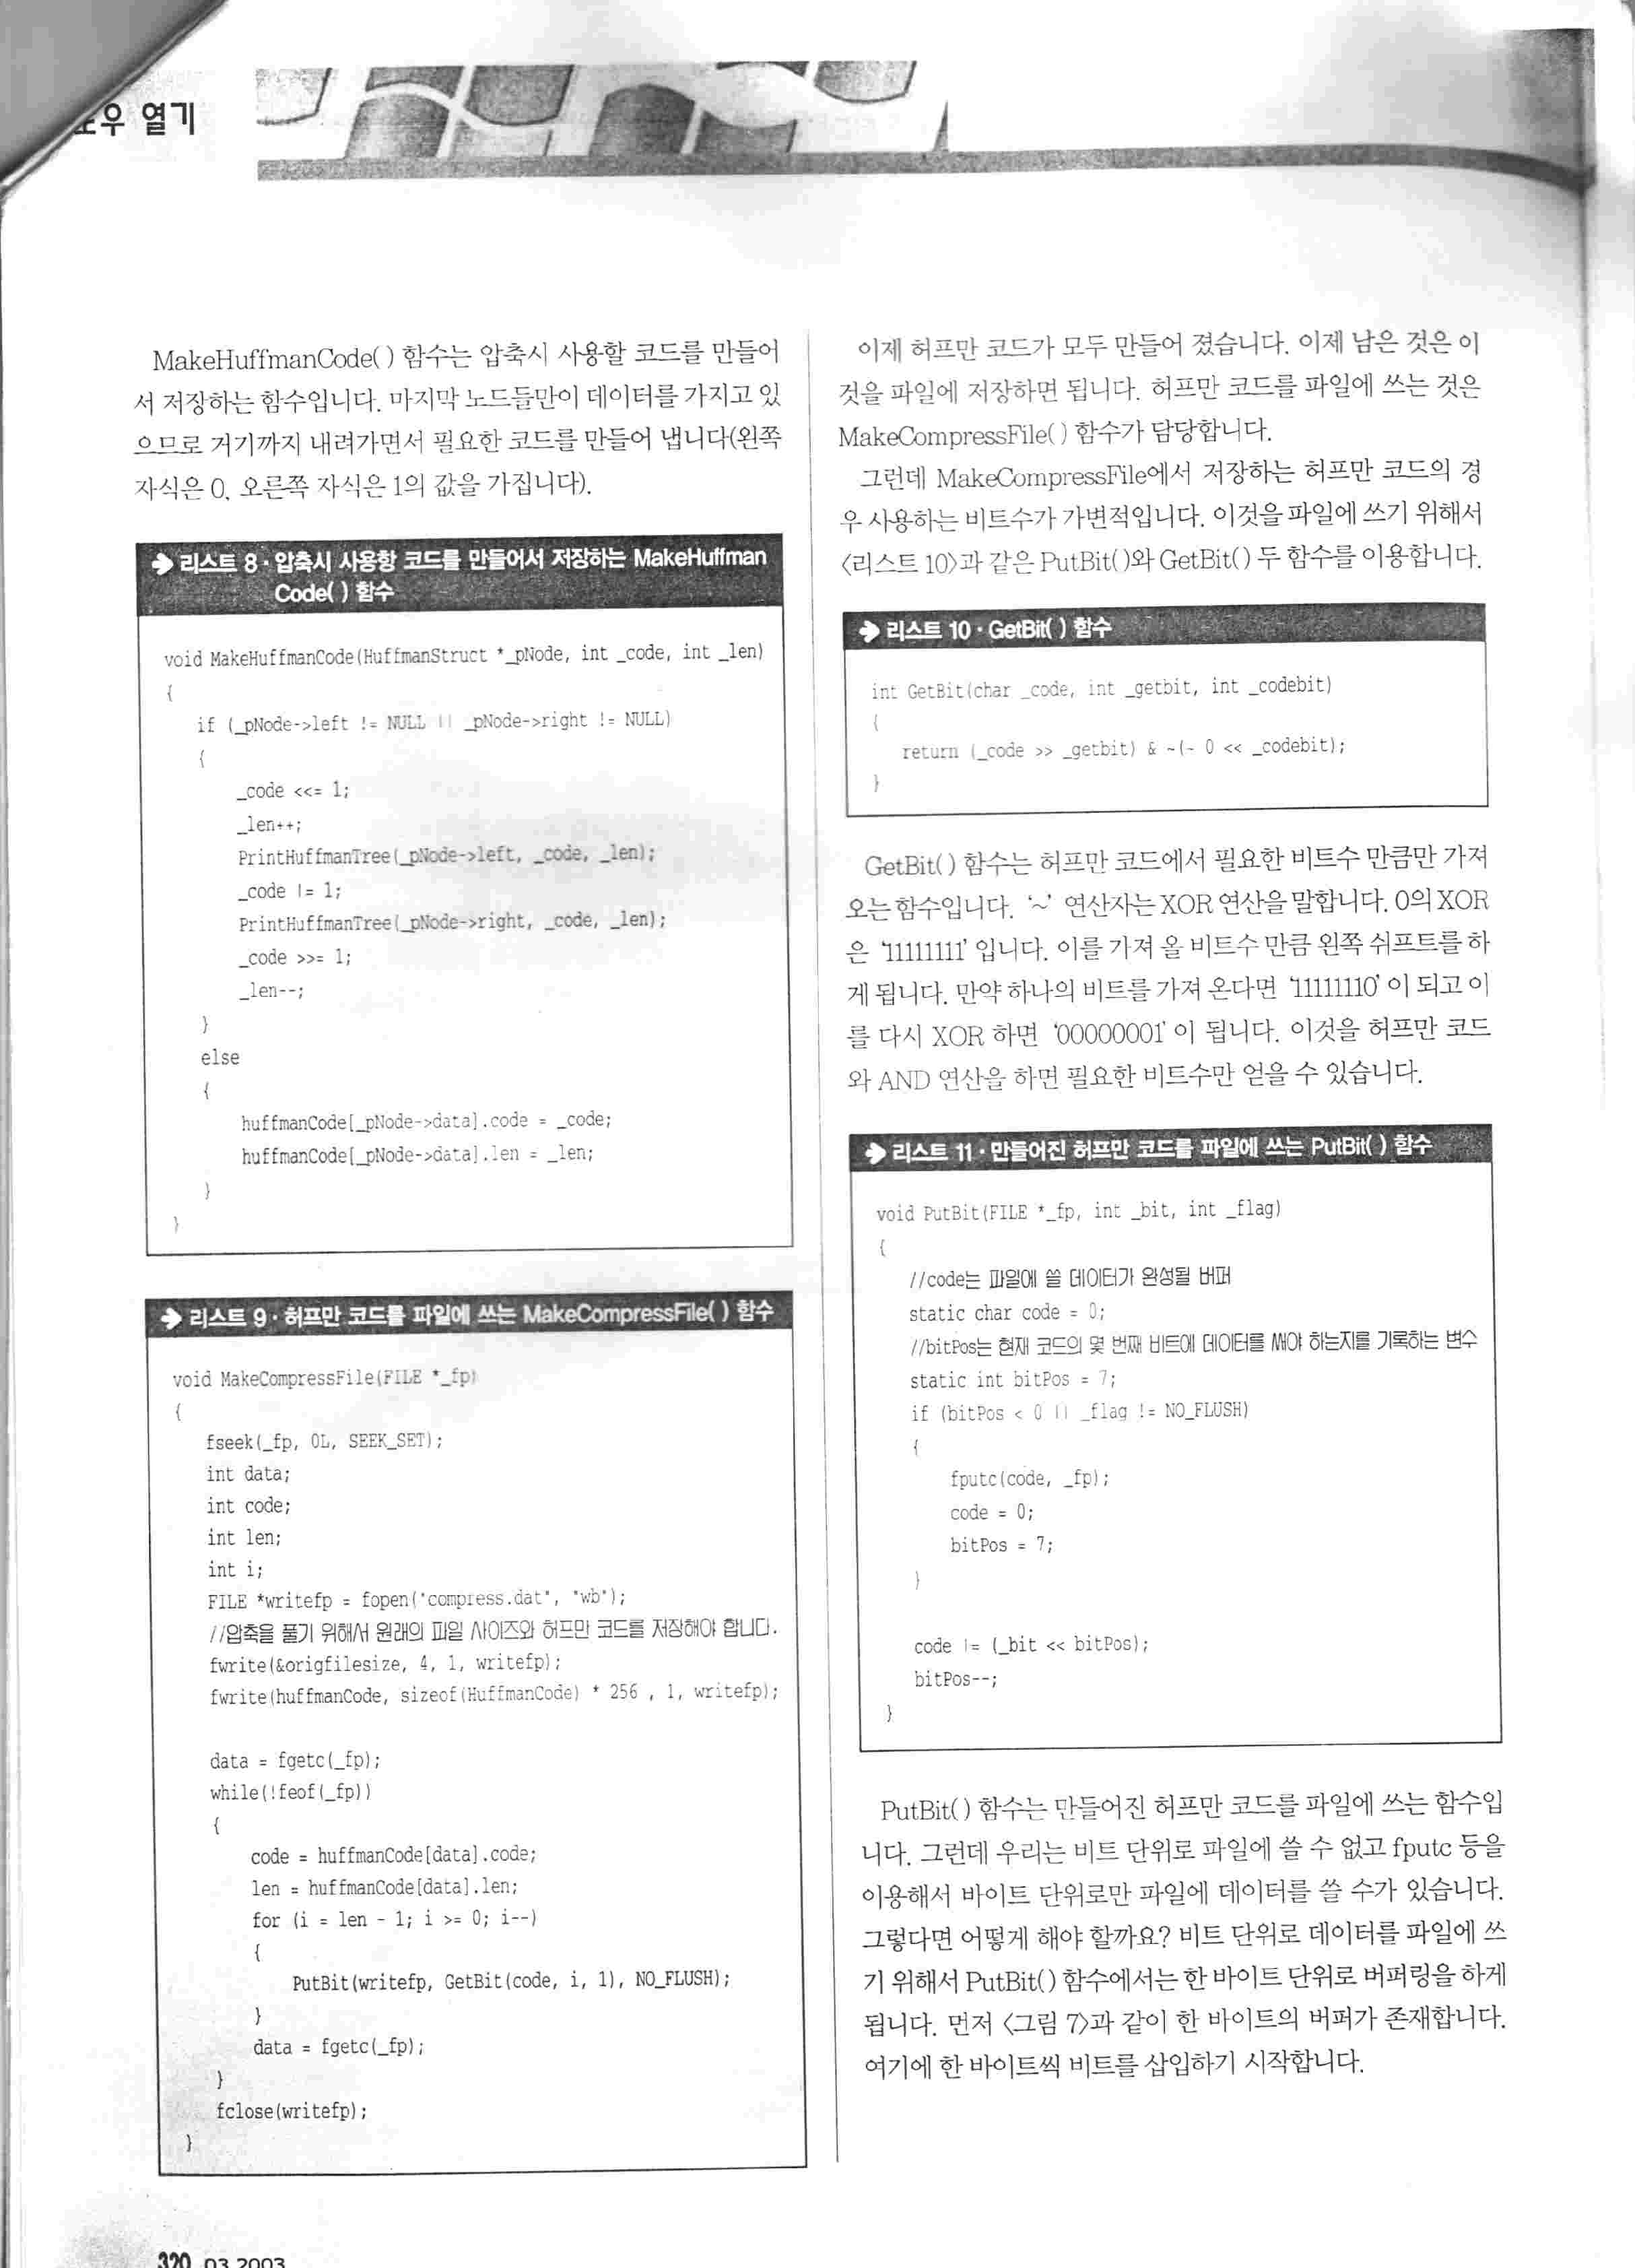 우 열기
MakeHuffmanCode( ) 함수는 압축시 사용할 코드를 만들어
서 저장하는 함수입니다. 마지막 노드들만이 데이터를 가지고 있
으므로 거기까지 내려가면서 필요한 코드를 만들어 냅니다(왼쪽
자식은 0, 오른쪽 자식은 1의 값을 가집니다).
➔ 리스트 8 · 압축시 사용항 코드를 만들어서 저장하는 MakeHuffman
Code( ) 함수
void MakeHuffmanCode(HuffmanStruct *_pNode, int _code, int _len)
{
if (_pNode->left != NULL || _pNode->right != NULL)
{
_code <<= 1;
_len++;
PrintHuffmanTree(_pNode->left, _code, _len);
_code |= 1;
PrintHuffmanTree(_pNode->right, _code, _len);
_code >>= 1;
_len--;
}
else
{
huffmanCode[_pNode->data].code = _code;
huffmanCode[_pNode->data].len = _len;
}
}
➔ 리스트 9 · 허프만 코드를 파일에 쓰는 MakeCompressFile( ) 함수
void MakeCompressFile(FILE *_fp)
{
fseek(_fp, 0L, SEEK_SET);
int data;
int code;
int len;
int i;
FILE *writefp = fopen("compress.dat", "wb");
//압축을 풀기 위해서 원래의 파일 사이즈와 허프만 코드를 저장해야 합니다.
fwrite(&origfilesize, 4, 1, writefp);
fwrite(huffmanCode, sizeof(HuffmanCode) * 256 , 1, writefp);
data = fgetc(_fp);
while(!feof(_fp))
{
code = huffmanCode[data].code;
len = huffmanCode[data].len;
for (i = len - 1; i >= 0; i--)
{
PutBit(writefp, GetBit(code, i, 1), NO_FLUSH);
}
data = fgetc(_fp);
}
fclose(writefp);
}
이제 허프만 코드가 모두 만들어 졌습니다. 이제 남은 것은 이
것을 파일에 저장하면 됩니다. 허프만 코드를 파일에 쓰는 것은
MakeCompressFile( ) 함수가 담당합니다.
그런데 MakeCompressFile에서 저장하는 허프만 코드의 경
우 사용하는 비트수가 가변적입니다. 이것을 파일에 쓰기 위해서
〈리스트 10〉과 같은 PutBit( )와 GetBit( ) 두 함수를 이용합니다.
➔ 리스트 10 · GetBit( ) 함수
int GetBit(char _code, int _getbit, int _codebit)
{
return (_code >> _getbit) & ~(~ 0 << _codebit);
}
GetBit( ) 함수는 허프만 코드에서 필요한 비트수 만큼만 가져
오는 함수입니다. ‘~’ 연산자는 XOR 연산을 말합니다. 0의 XOR
은 ‘11111111’ 입니다. 이를 가져 올 비트수 만큼 왼쪽 쉬프트를 하
게 됩니다. 만약 하나의 비트를 가져 온다면 ‘11111110’ 이 되고 이
를 다시 XOR 하면 ‘00000001’ 이 됩니다. 이것을 허프만 코드
와 AND 연산을 하면 필요한 비트수만 얻을 수 있습니다.
➔ 리스트 11 · 만들어진 허프만 코드를 파일에 쓰는 PutBit( ) 함수
void PutBit(FILE *_fp, int _bit, int _flag)
{
//code는 파일에 쓸 데이터가 완성될 버퍼
static char code = 0;
//bitPos는 현재 코드의 몇 번째 비트에 데이터를 써야 하는지를 기록하는 변수
static int bitPos = 7;
if (bitPos < 0 || _flag != NO_FLUSH)
{
fputc(code, _fp);
code = 0;
bitPos = 7;
}
code |= (_bit << bitPos);
bitPos--;
}
PutBit( ) 함수는 만들어진 허프만 코드를 파일에 쓰는 함수입
니다. 그런데 우리는 비트 단위로 파일에 쓸 수 없고 fputc 등을
이용해서 바이트 단위로만 파일에 데이터를 쓸 수가 있습니다.
그렇다면 어떻게 해야 할까요? 비트 단위로 데이터를 파일에 쓰
기 위해서 PutBit( ) 함수에서는 한 바이트 단위로 버퍼링을 하게
됩니다. 먼저 〈그림 7〉과 같이 한 바이트의 버퍼가 존재합니다.
여기에 한 바이트씩 비트를 삽입하기 시작합니다.
320 03.2003